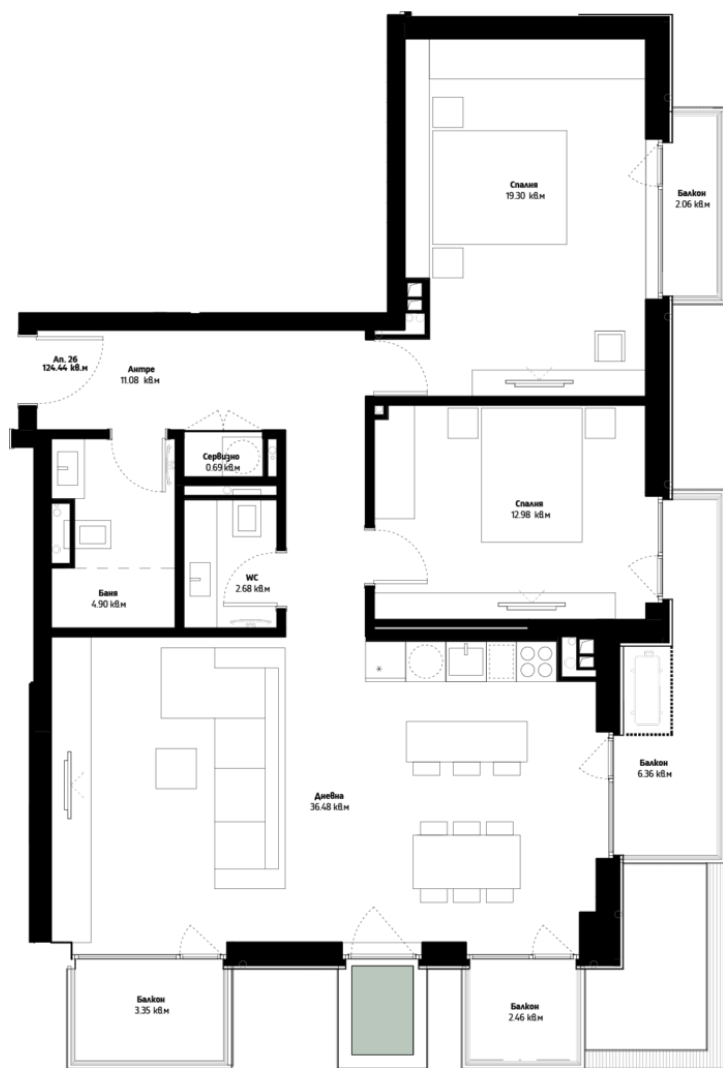 Спалня
19.30 кв.м
Балкон
2.06 кв.м
Ап. 26
124.44 кв.м
Антре
11.08 кв.м
Сервизно
0.69 кв.м
Спалня
12.98 кв.м
WC
2.68 кв.м
Баня
4.90 кв.м
Балкон
6.36 кв.м
Дневна
36.48 кв.м
Балкон
3.35 кв.м
Балкон
2.46 кв.м